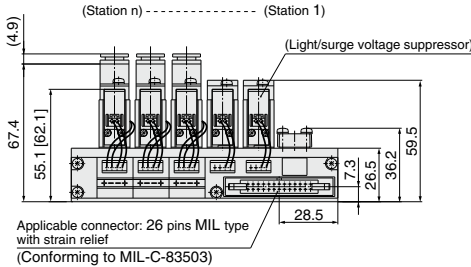 (Station n) - - - - - - - - - - - - - (Station 1)
(4.9)
(Light/surge voltage suppressor)
67.4
55.1 [62.1]
7.3
26.5
36.2
59.5
28.5
Applicable connector: 26 pins MIL type
with strain relief
(Conforming to MIL-C-83503)